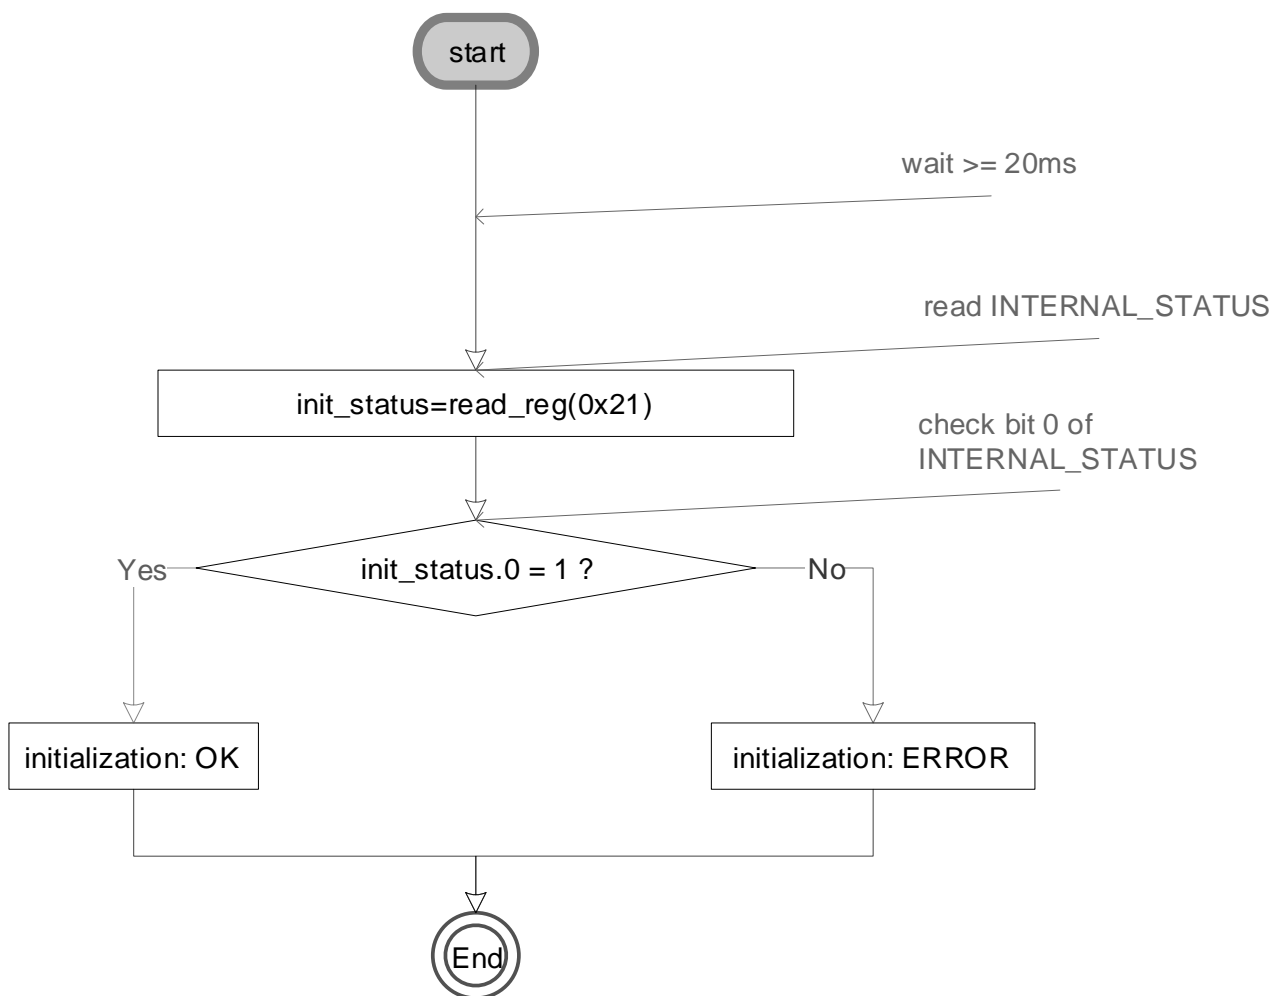 start
wait >= 20ms
read INTERNAL_STATUS
init_status=read_reg(0x21)
check bit 0 of
INTERNAL_STATUS
Yes
init_status.0 = 1 ?
No
initialization: OK
initialization: ERROR
End